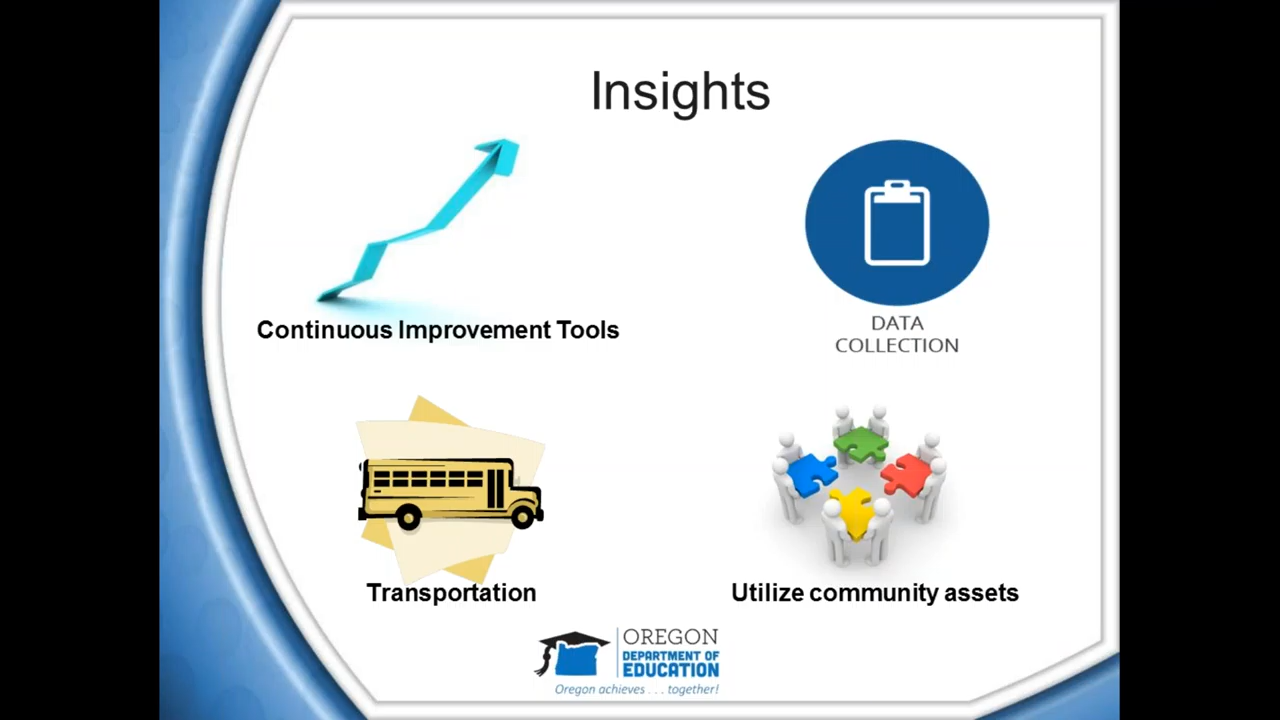 Insights
Continuous Improvement Tools
DATA
COLLECTION
Transportation
Utilize community assets
OREGON
DEPARTMENT OF
EDUCATION
Oregon achieves . . . together!